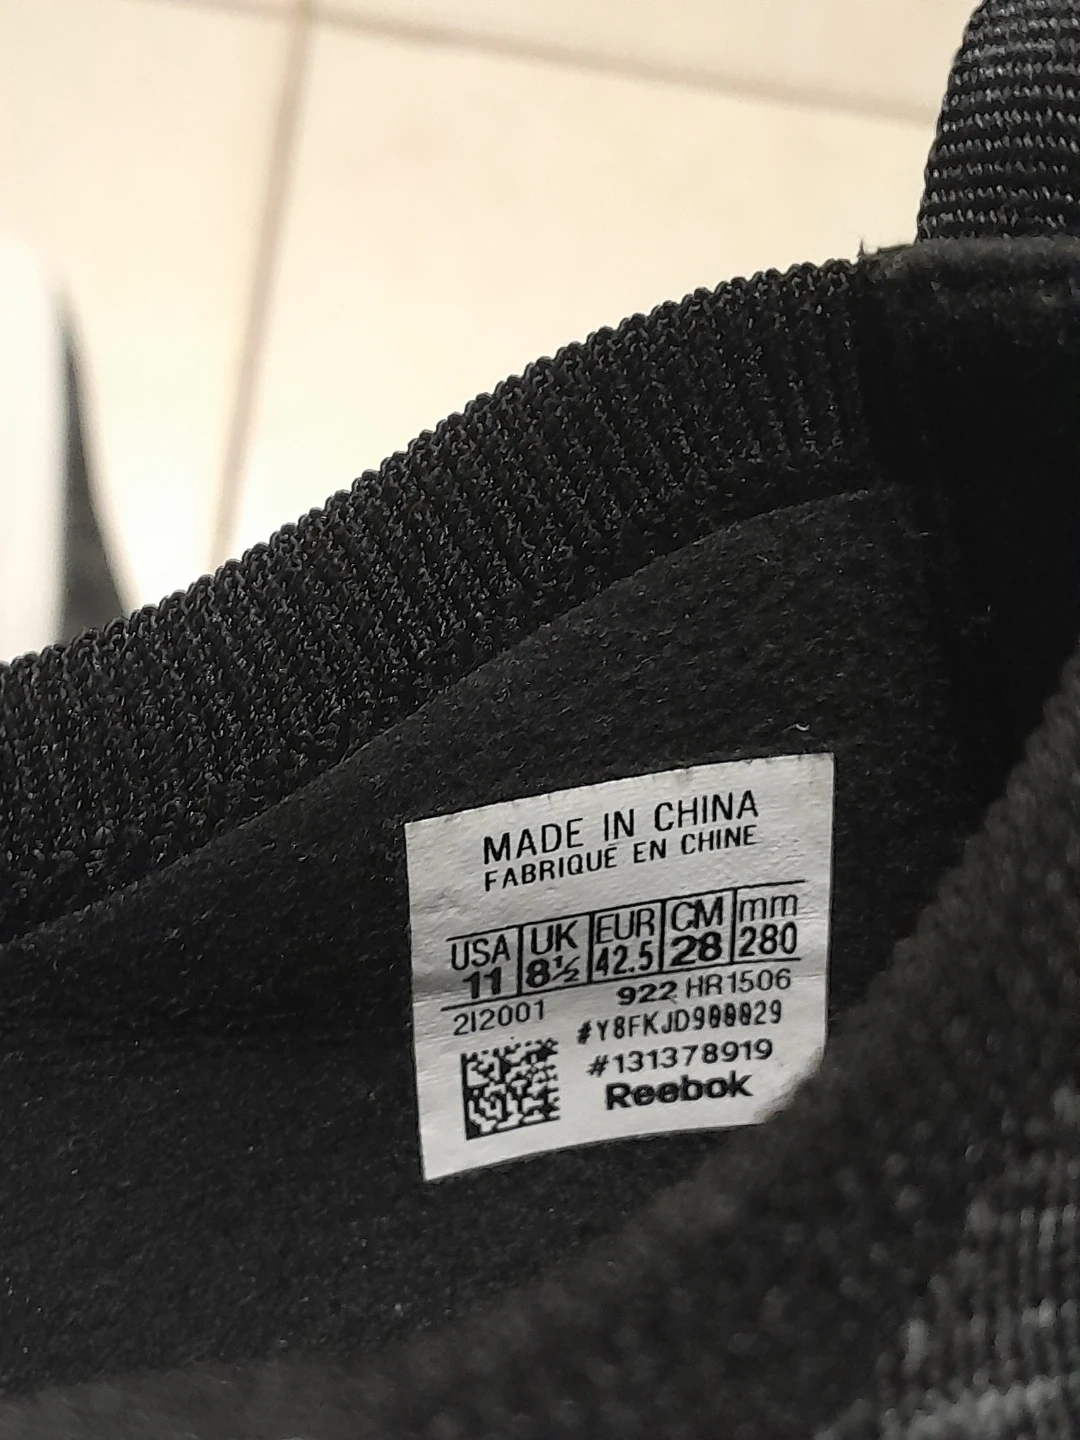 MADE IN CHINA
FABRIQUÉ EN CHINE
USA UK EUR CM mm
11 8½ 42.5 28 280
2I2001 922 HR1506
#Y8FKJD900029
#131378919
Reebok